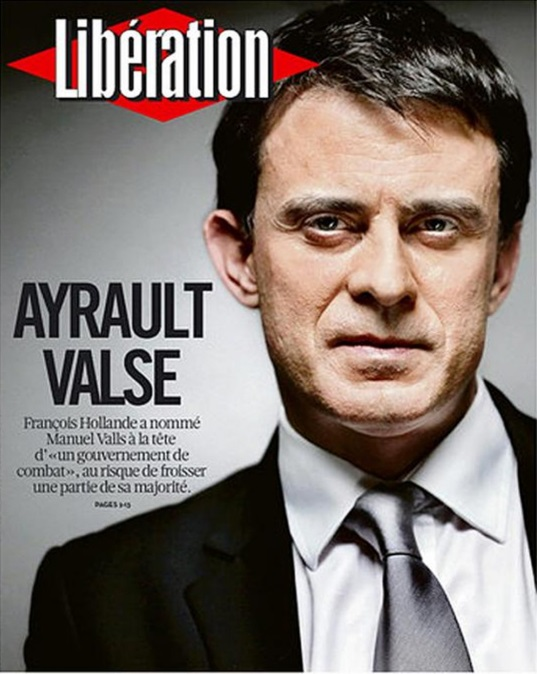 Libération
AYRAULT
VALSE
François Hollande a nommé
Manuel Valls à la tête
d’«un gouvernement de
combat», au risque de froisser
une partie de sa majorité.
PAGES 2-13